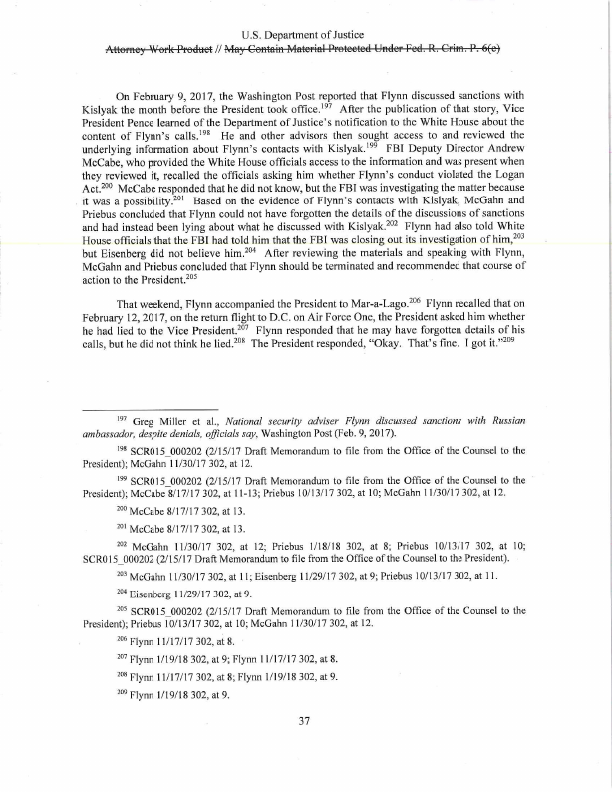 U.S. Department of Justice
Attorney Work Product // May Contain Material Protected Under Fed. R. Crim. P. 6(e)
On February 9, 2017, the Washington Post reported that Flynn discussed sanctions with
Kislyak the month before the President took office.197 After the publication of that story, Vice
President Pence learned of the Department of Justice's notification to the White House about the
content of Flynn's calls.198 He and other advisors then sought access to and reviewed the
underlying information about Flynn's contacts with Kislyak.199 FBI Deputy Director Andrew
McCabe, who provided the White House officials access to the information and was present when
they reviewed it, recalled the officials asking him whether Flynn's conduct violated the Logan
Act.200 McCabe responded that he did not know, but the FBI was investigating the matter because
it was a possibility.201 Based on the evidence of Flynn's contacts with Kislyak, McGahn and
Priebus concluded that Flynn could not have forgotten the details of the discussions of sanctions
and had instead been lying about what he discussed with Kislyak.202 Flynn had also told White
House officials that the FBI had told him that the FBI was closing out its investigation of him,203
but Eisenberg did not believe him.204 After reviewing the materials and speaking with Flynn,
McGahn and Priebus concluded that Flynn should be terminated and recommended that course of
action to the President.205
That weekend, Flynn accompanied the President to Mar-a-Lago.206 Flynn recalled that on
February 12, 2017, on the return flight to D.C. on Air Force One, the President asked him whether
he had lied to the Vice President.207 Flynn responded that he may have forgotten details of his
calls, but he did not think he lied.208 The President responded, "Okay. That's fine. I got it."209
197 Greg Miller et al., National security adviser Flynn discussed sanctions with Russian
ambassador, despite denials, officials say, Washington Post (Feb. 9, 2017).
198 SCR015_000202 (2/15/17 Draft Memorandum to file from the Office of the Counsel to the
President); McGahn 11/30/17 302, at 12.
199 SCR015_000202 (2/15/17 Draft Memorandum to file from the Office of the Counsel to the
President); McCabe 8/17/17 302, at 11-13; Priebus 10/13/17 302, at 10; McGahn 11/30/17 302, at 12.
200 McCabe 8/17/17 302, at 13.
201 McCabe 8/17/17 302, at 13.
202 McGahn 11/30/17 302, at 12; Priebus 1/18/18 302, at 8; Priebus 10/13/17 302, at 10;
SCR015_000202 (2/15/17 Draft Memorandum to file from the Office of the Counsel to the President).
203 McGahn 11/30/17 302, at 11; Eisenberg 11/29/17 302, at 9; Priebus 10/13/17 302, at 11.
204 Eisenberg 11/29/17 302, at 9.
205 SCR015_000202 (2/15/17 Draft Memorandum to file from the Office of the Counsel to the
President); Priebus 10/13/17 302, at 10; McGahn 11/30/17 302, at 12.
206 Flynn 11/17/17 302, at 8.
207 Flynn 1/19/18 302, at 9; Flynn 11/17/17 302, at 8.
208 Flynn 11/17/17 302, at 8; Flynn 1/19/18 302, at 9.
209 Flynn 1/19/18 302, at 9.
37